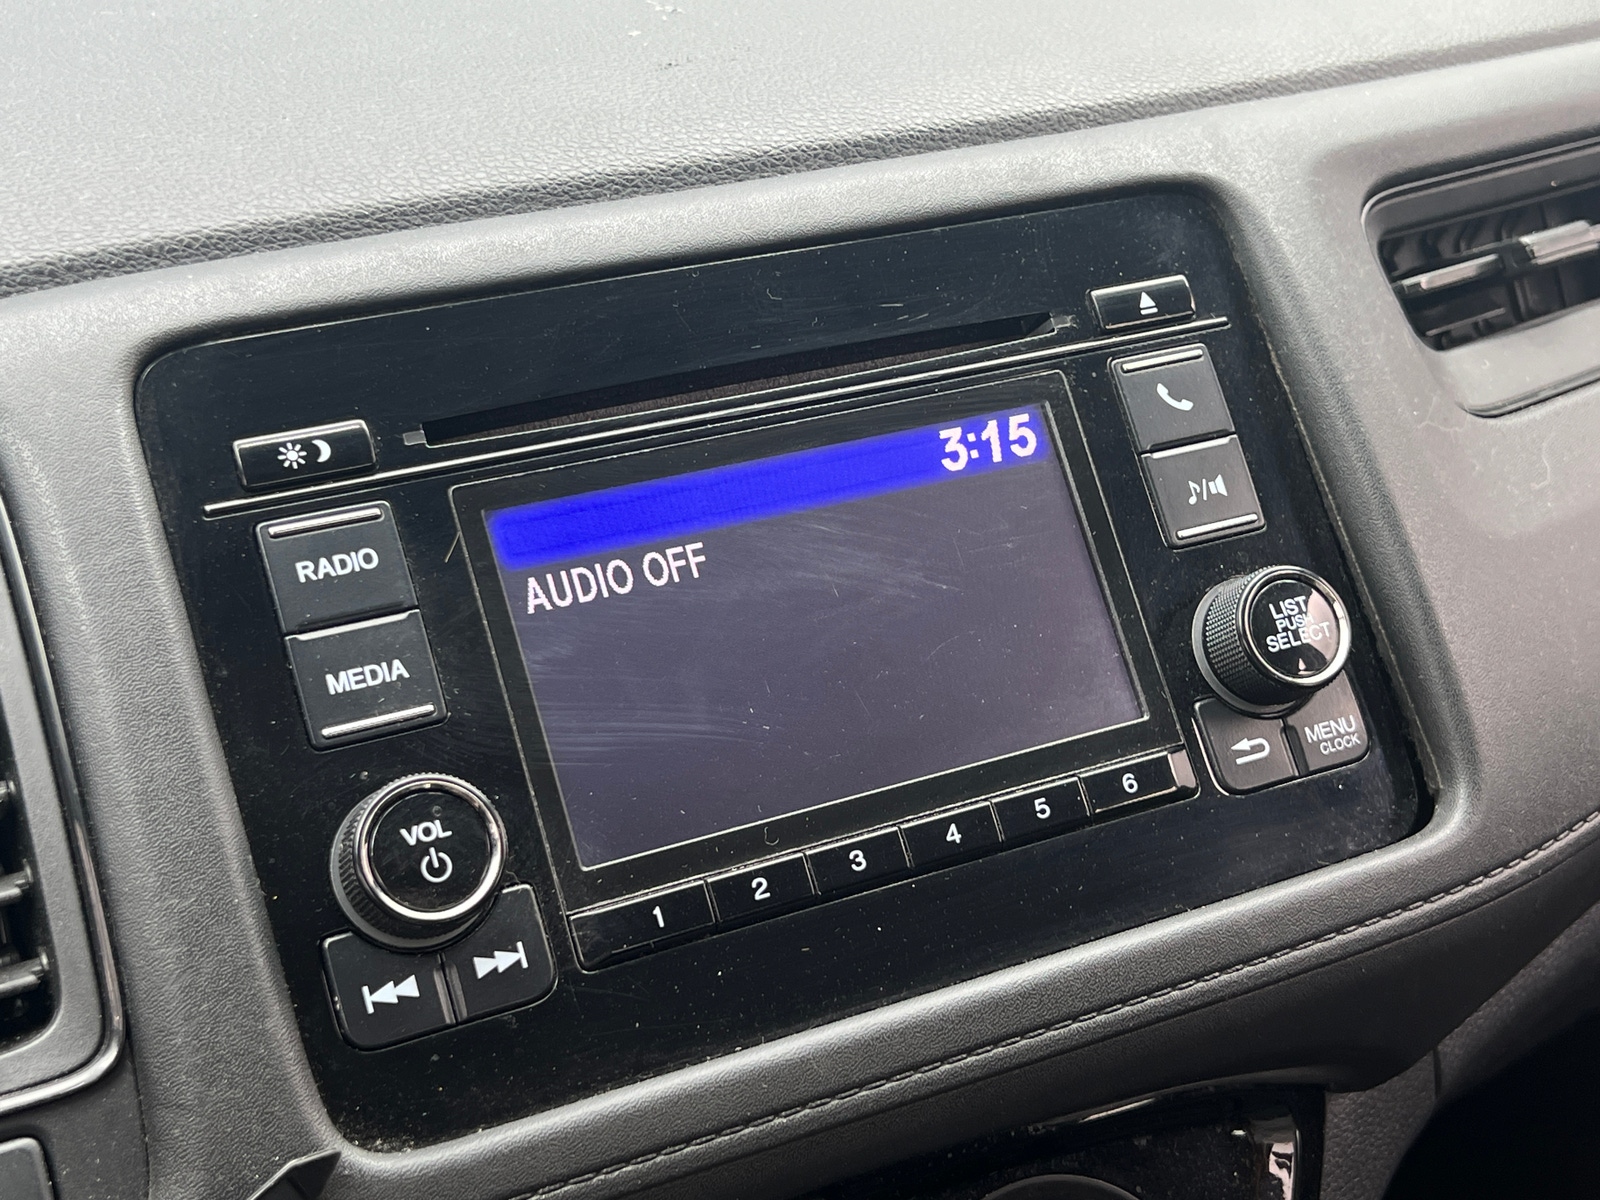 3:15
AUDIO OFF
RADIO
MEDIA
VOL
LIST
PUSH
SELECT
MENU
CLOCK
1 2 3 4 5 6